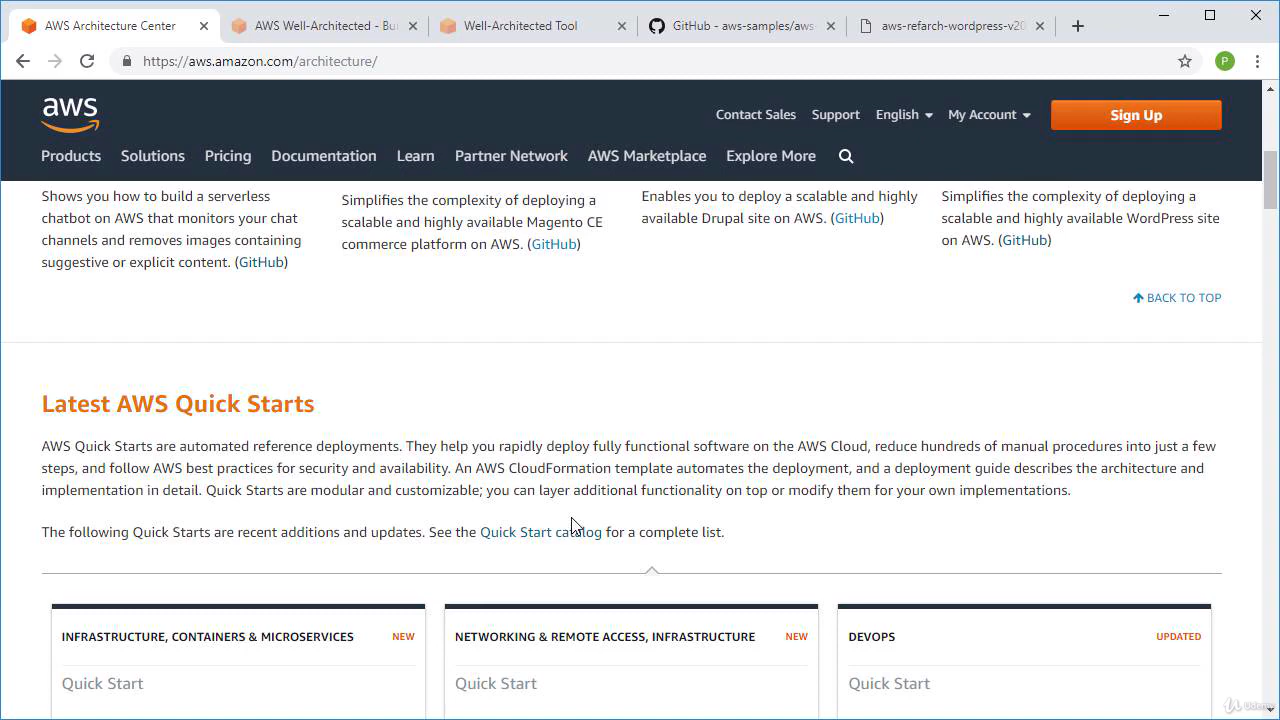 AWS Architecture Center
AWS Well-Architected - Bui
Well-Architected Tool
GitHub - aws-samples/aws-
aws-refarch-wordpress-v20
https://aws.amazon.com/architecture/
P
aws
Contact Sales
Support
English
My Account
Sign Up
Products
Solutions
Pricing
Documentation
Learn
Partner Network
AWS Marketplace
Explore More
Shows you how to build a serverless
chatbot on AWS that monitors your chat
channels and removes images containing
suggestive or explicit content. (GitHub)
Simplifies the complexity of deploying a
scalable and highly available Magento CE
commerce platform on AWS. (GitHub)
Enables you to deploy a scalable and highly
available Drupal site on AWS. (GitHub)
Simplifies the complexity of deploying a
scalable and highly available WordPress site
on AWS. (GitHub)
BACK TO TOP
Latest AWS Quick Starts
AWS Quick Starts are automated reference deployments. They help you rapidly deploy fully functional software on the AWS Cloud, reduce hundreds of manual procedures into just a few
steps, and follow AWS best practices for security and availability. An AWS CloudFormation template automates the deployment, and a deployment guide describes the architecture and
implementation in detail. Quick Starts are modular and customizable; you can layer additional functionality on top or modify them for your own implementations.
The following Quick Starts are recent additions and updates. See the Quick Start catalog for a complete list.
INFRASTRUCTURE, CONTAINERS & MICROSERVICES
NEW
Quick Start
NETWORKING & REMOTE ACCESS, INFRASTRUCTURE
NEW
Quick Start
DEVOPS
UPDATED
Quick Start
Udemy